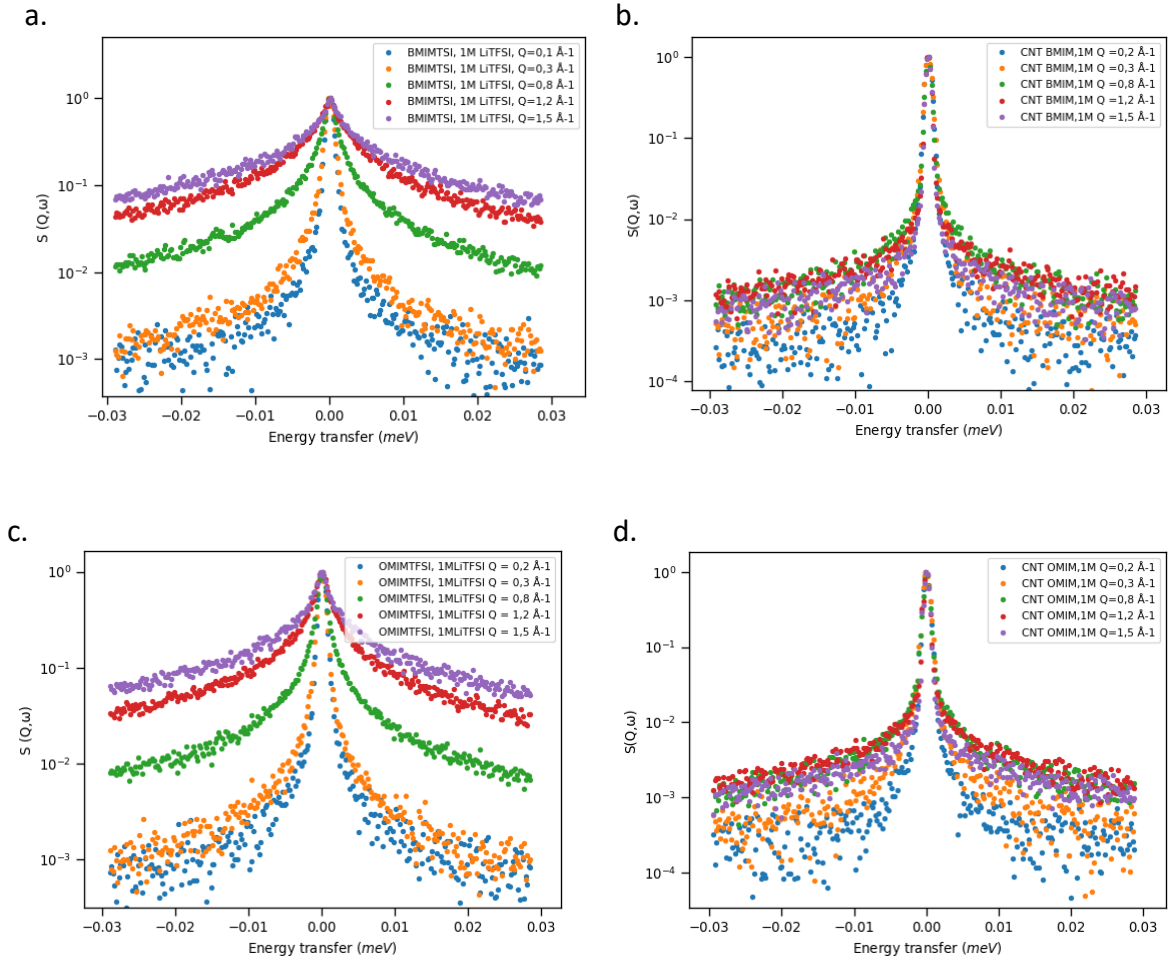 a.
BMIMTSI, 1M LiTFSI, Q=0,1 Å-1
BMIMTSI, 1M LiTFSI, Q=0,3 Å-1
BMIMTSI, 1M LiTFSI, Q=0,8 Å-1
BMIMTSI, 1M LiTFSI, Q=1,2 Å-1
BMIMTSI, 1M LiTFSI, Q=1,5 Å-1
10⁰
10⁻¹
10⁻²
10⁻³
S (Q,ω)
−0.03 −0.02 −0.01 0.00 0.01 0.02 0.03
Energy transfer (meV)
b.
CNT BMIM,1M Q =0,2 Å-1
CNT BMIM,1M Q =0,3 Å-1
CNT BMIM,1M Q =0,8 Å-1
CNT BMIM,1M Q =1,2 Å-1
CNT BMIM,1M Q =1,5 Å-1
10⁰
10⁻¹
10⁻²
10⁻³
10⁻⁴
S(Q,ω)
−0.03 −0.02 −0.01 0.00 0.01 0.02 0.03
Energy transfer (meV)
c.
OMIMTFSI, 1MLiTFSI Q = 0,2 Å-1
OMIMTFSI, 1MLiTFSI Q = 0,3 Å-1
OMIMTFSI, 1MLiTFSI Q = 0,8 Å-1
OMIMTFSI, 1MLiTFSI Q = 1,2 Å-1
OMIMTFSI, 1MLiTFSI Q = 1,5 Å-1
10⁰
10⁻¹
10⁻²
10⁻³
S (Q,ω)
−0.03 −0.02 −0.01 0.00 0.01 0.02 0.03
Energy transfer (meV)
d.
CNT OMIM,1M Q=0,2 Å-1
CNT OMIM,1M Q=0,3 Å-1
CNT OMIM,1M Q=0,8 Å-1
CNT OMIM,1M Q=1,2 Å-1
CNT OMIM,1M Q=1,5 Å-1
10⁰
10⁻¹
10⁻²
10⁻³
10⁻⁴
S(Q,ω)
−0.03 −0.02 −0.01 0.00 0.01 0.02 0.03
Energy transfer (meV)